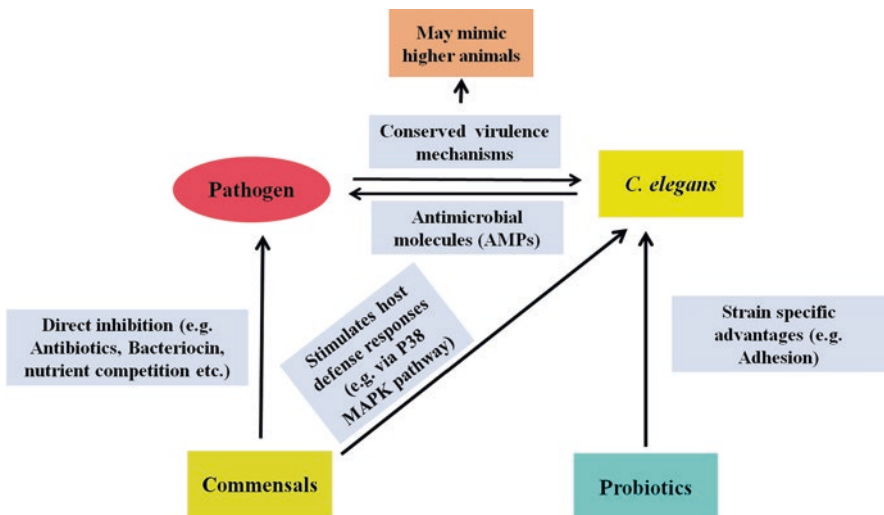 May mimic
higher animals
Conserved virulence
mechanisms
Pathogen
C. elegans
Antimicrobial
molecules (AMPs)
Direct inhibition (e.g.
Antibiotics, Bacteriocin,
nutrient competition etc.)
Stimulates host
defense responses
(e.g. via P38
MAPK pathway)
Strain specific
advantages (e.g.
Adhesion)
Commensals
Probiotics